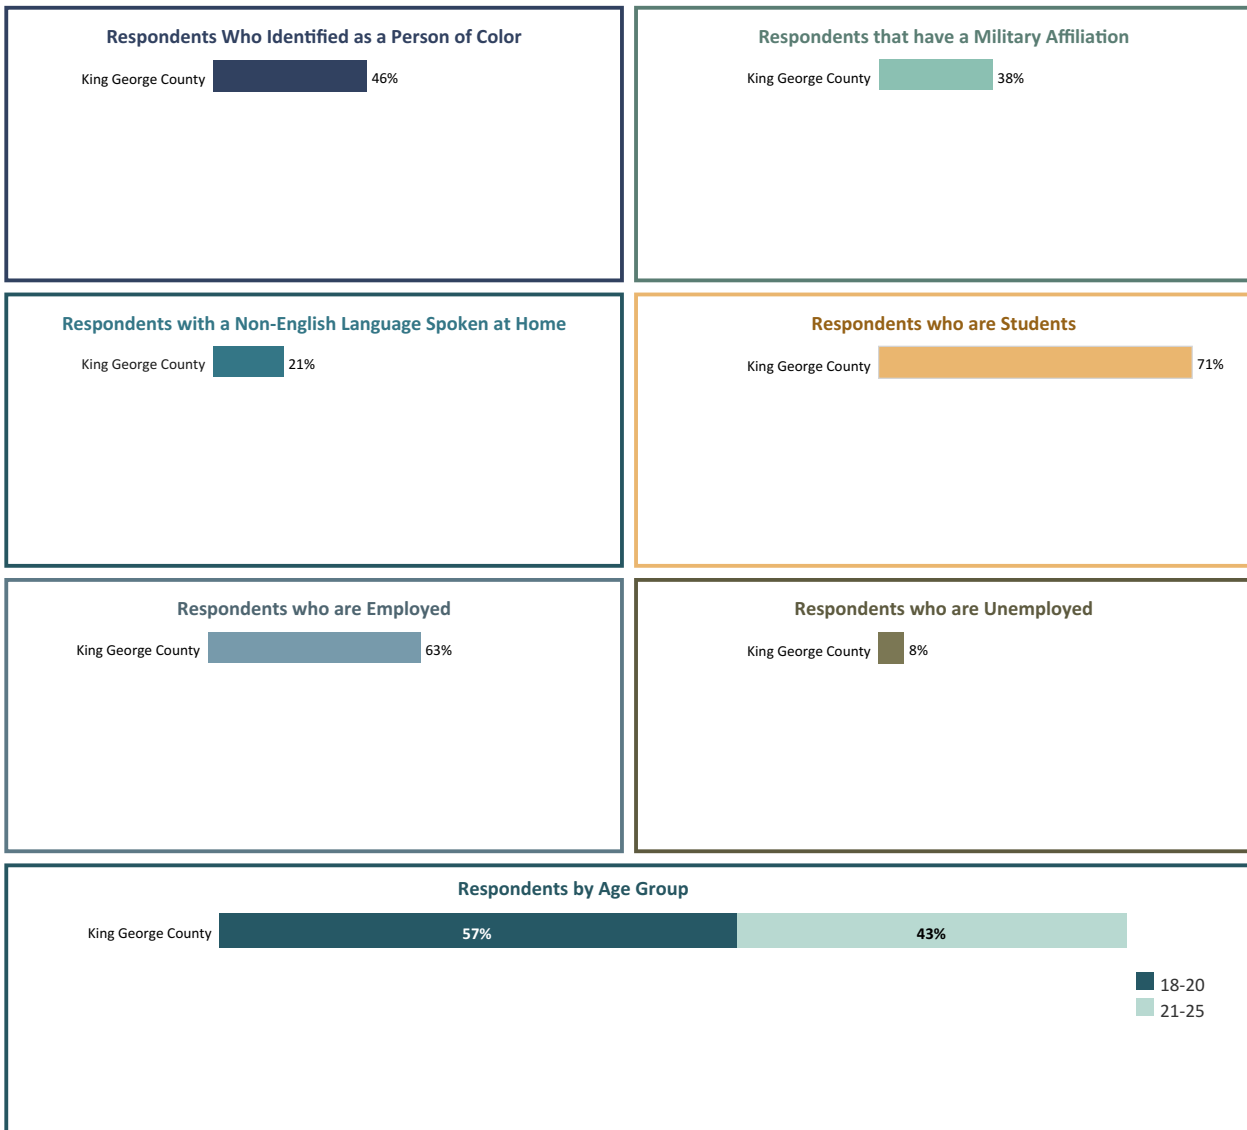 Respondents Who Identified as a Person of Color
King George County 46%
Respondents that have a Military Affiliation
King George County 38%
Respondents with a Non-English Language Spoken at Home
King George County 21%
Respondents who are Students
King George County 71%
Respondents who are Employed
King George County 63%
Respondents who are Unemployed
King George County 8%
Respondents by Age Group
King George County 57% 43%
18-20
21-25